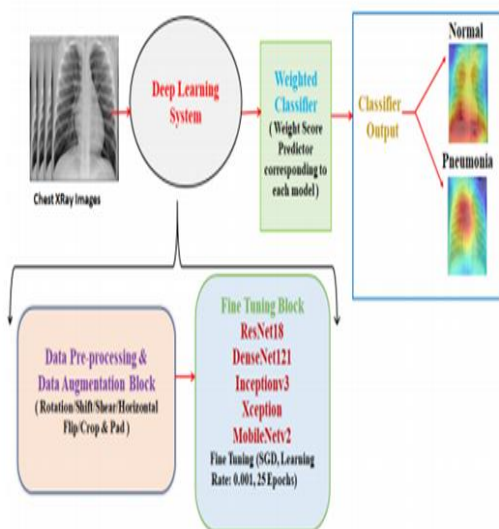 Chest XRay Images
Deep Learning
System
Weighted
Classifier
( Weight Score
Predictor
corresponding to
each model )
Classifier
Output
Normal
Pneumonia
Data Pre-processing &
Data Augmentation Block
( Rotation/Shift/Shear/Horizontal
Flip/Crop & Pad )
Fine Tuning Block
ResNet18
DenseNet121
Inceptionv3
Xception
MobileNetv2
Fine Tuning (SGD, Learning
Rate: 0.001, 25 Epochs)